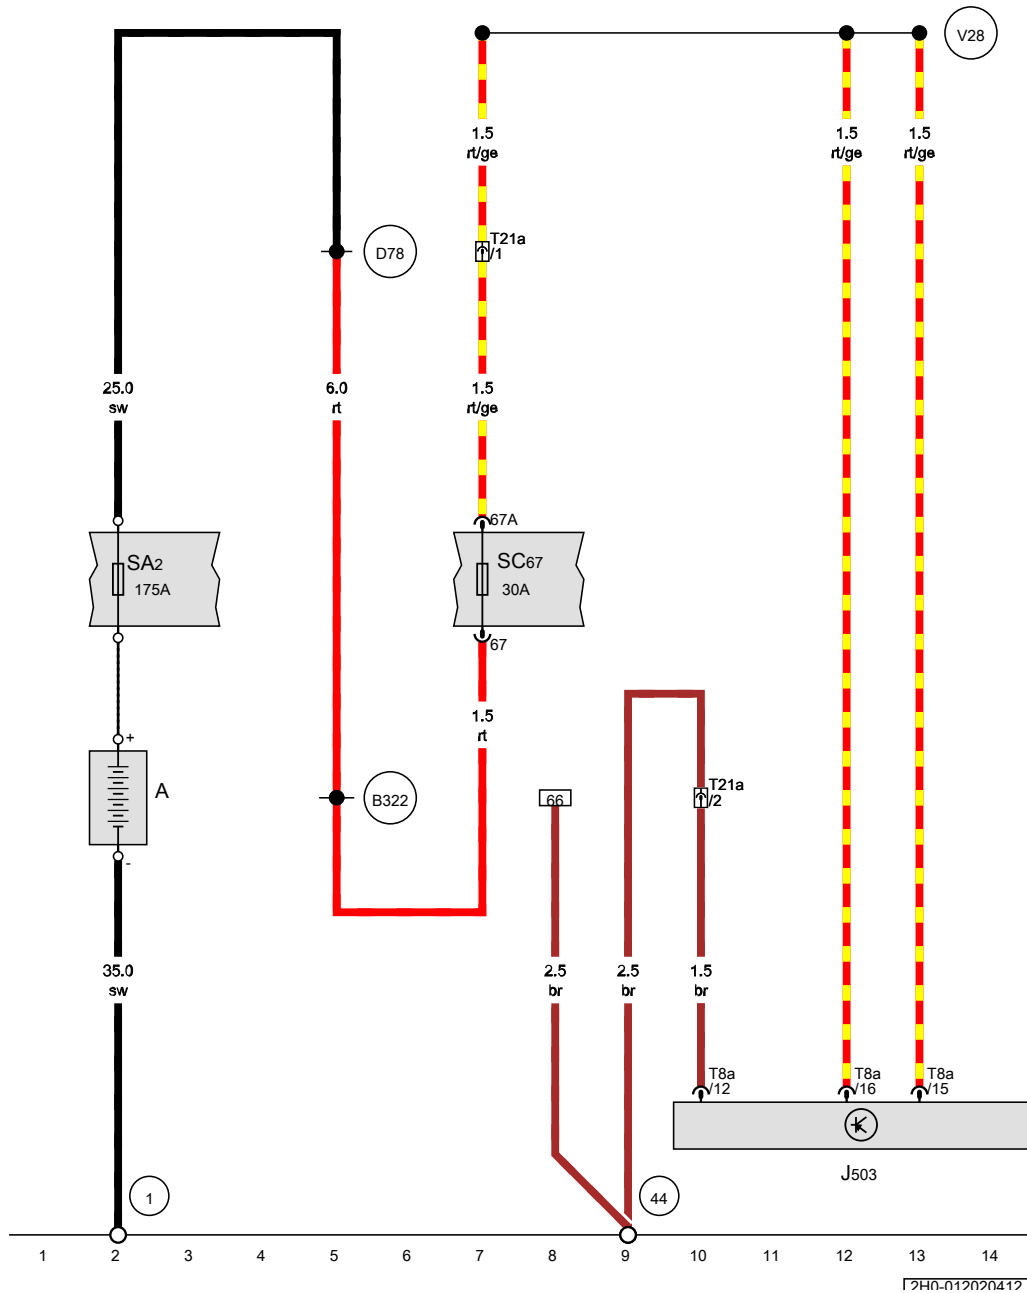 V28
1.5
rt/ge
1.5
rt/ge
1.5
rt/ge
D78
T21a
/1
25.0
sw
6.0
rt
1.5
rt/ge
67A
SA2
175A
SC67
30A
67
1.5
rt
+
A
-
B322
66
T21a
/2
35.0
sw
2.5
br
2.5
br
1.5
br
T8a
/12
T8a
/16
T8a
/15
J503
1
44
1 2 3 4 5 6 7 8 9 10 11 12 13 14
2H0-012020412